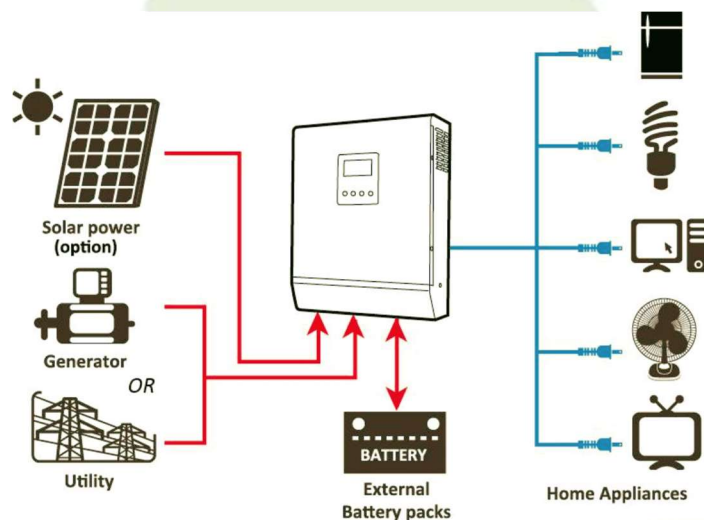 Solar power
(option)
Generator
OR
Utility
BATTERY
External
Battery packs
Home Appliances